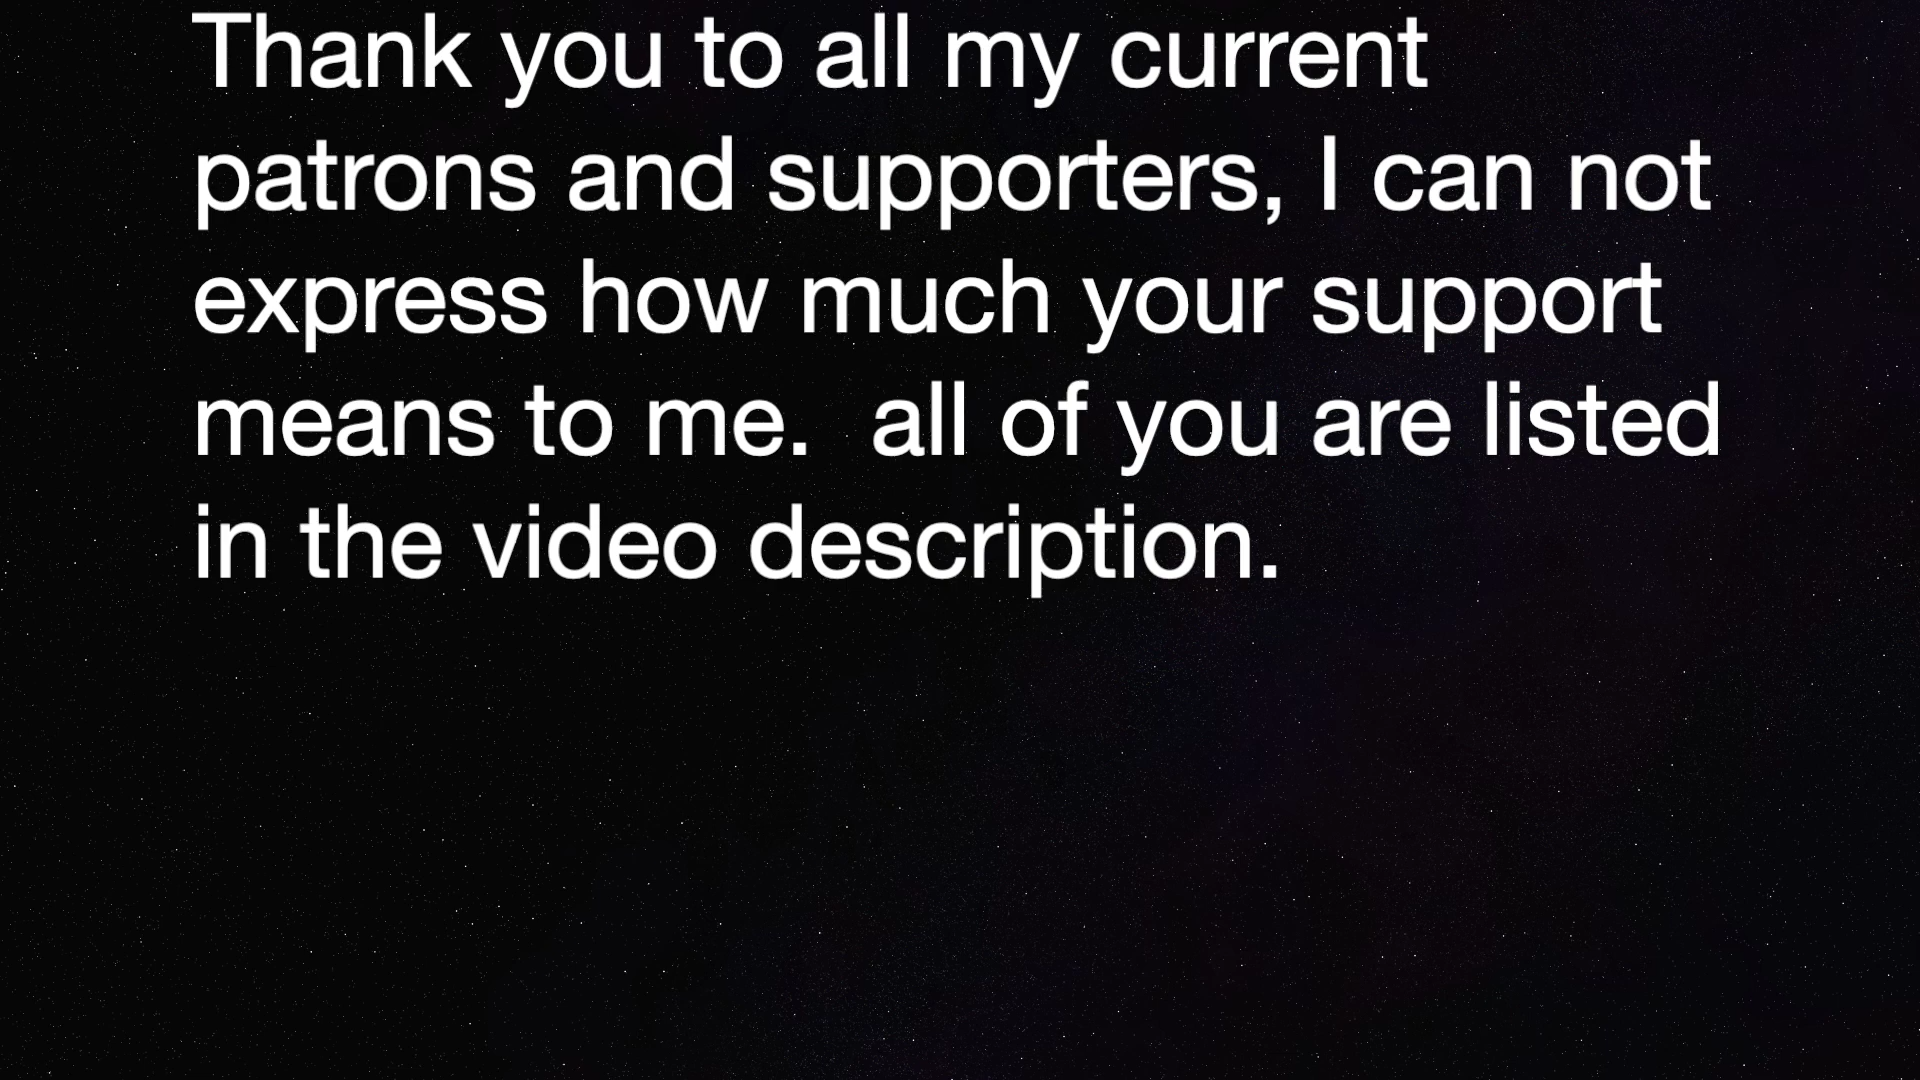 Thank you to all my current
patrons and supporters, I can not
express how much your support
means to me.  all of you are listed
in the video description.